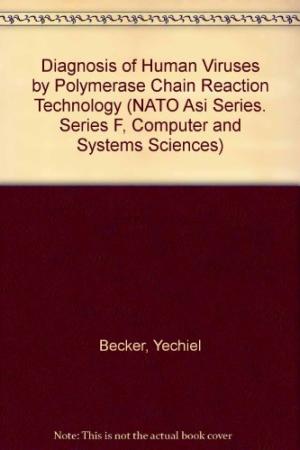 Diagnosis of Human Viruses
by Polymerase Chain Reaction
Technology (NATO Asi Series.
Series F, Computer and
Systems Sciences)
Becker, Yechiel
Note: This is not the actual book cover